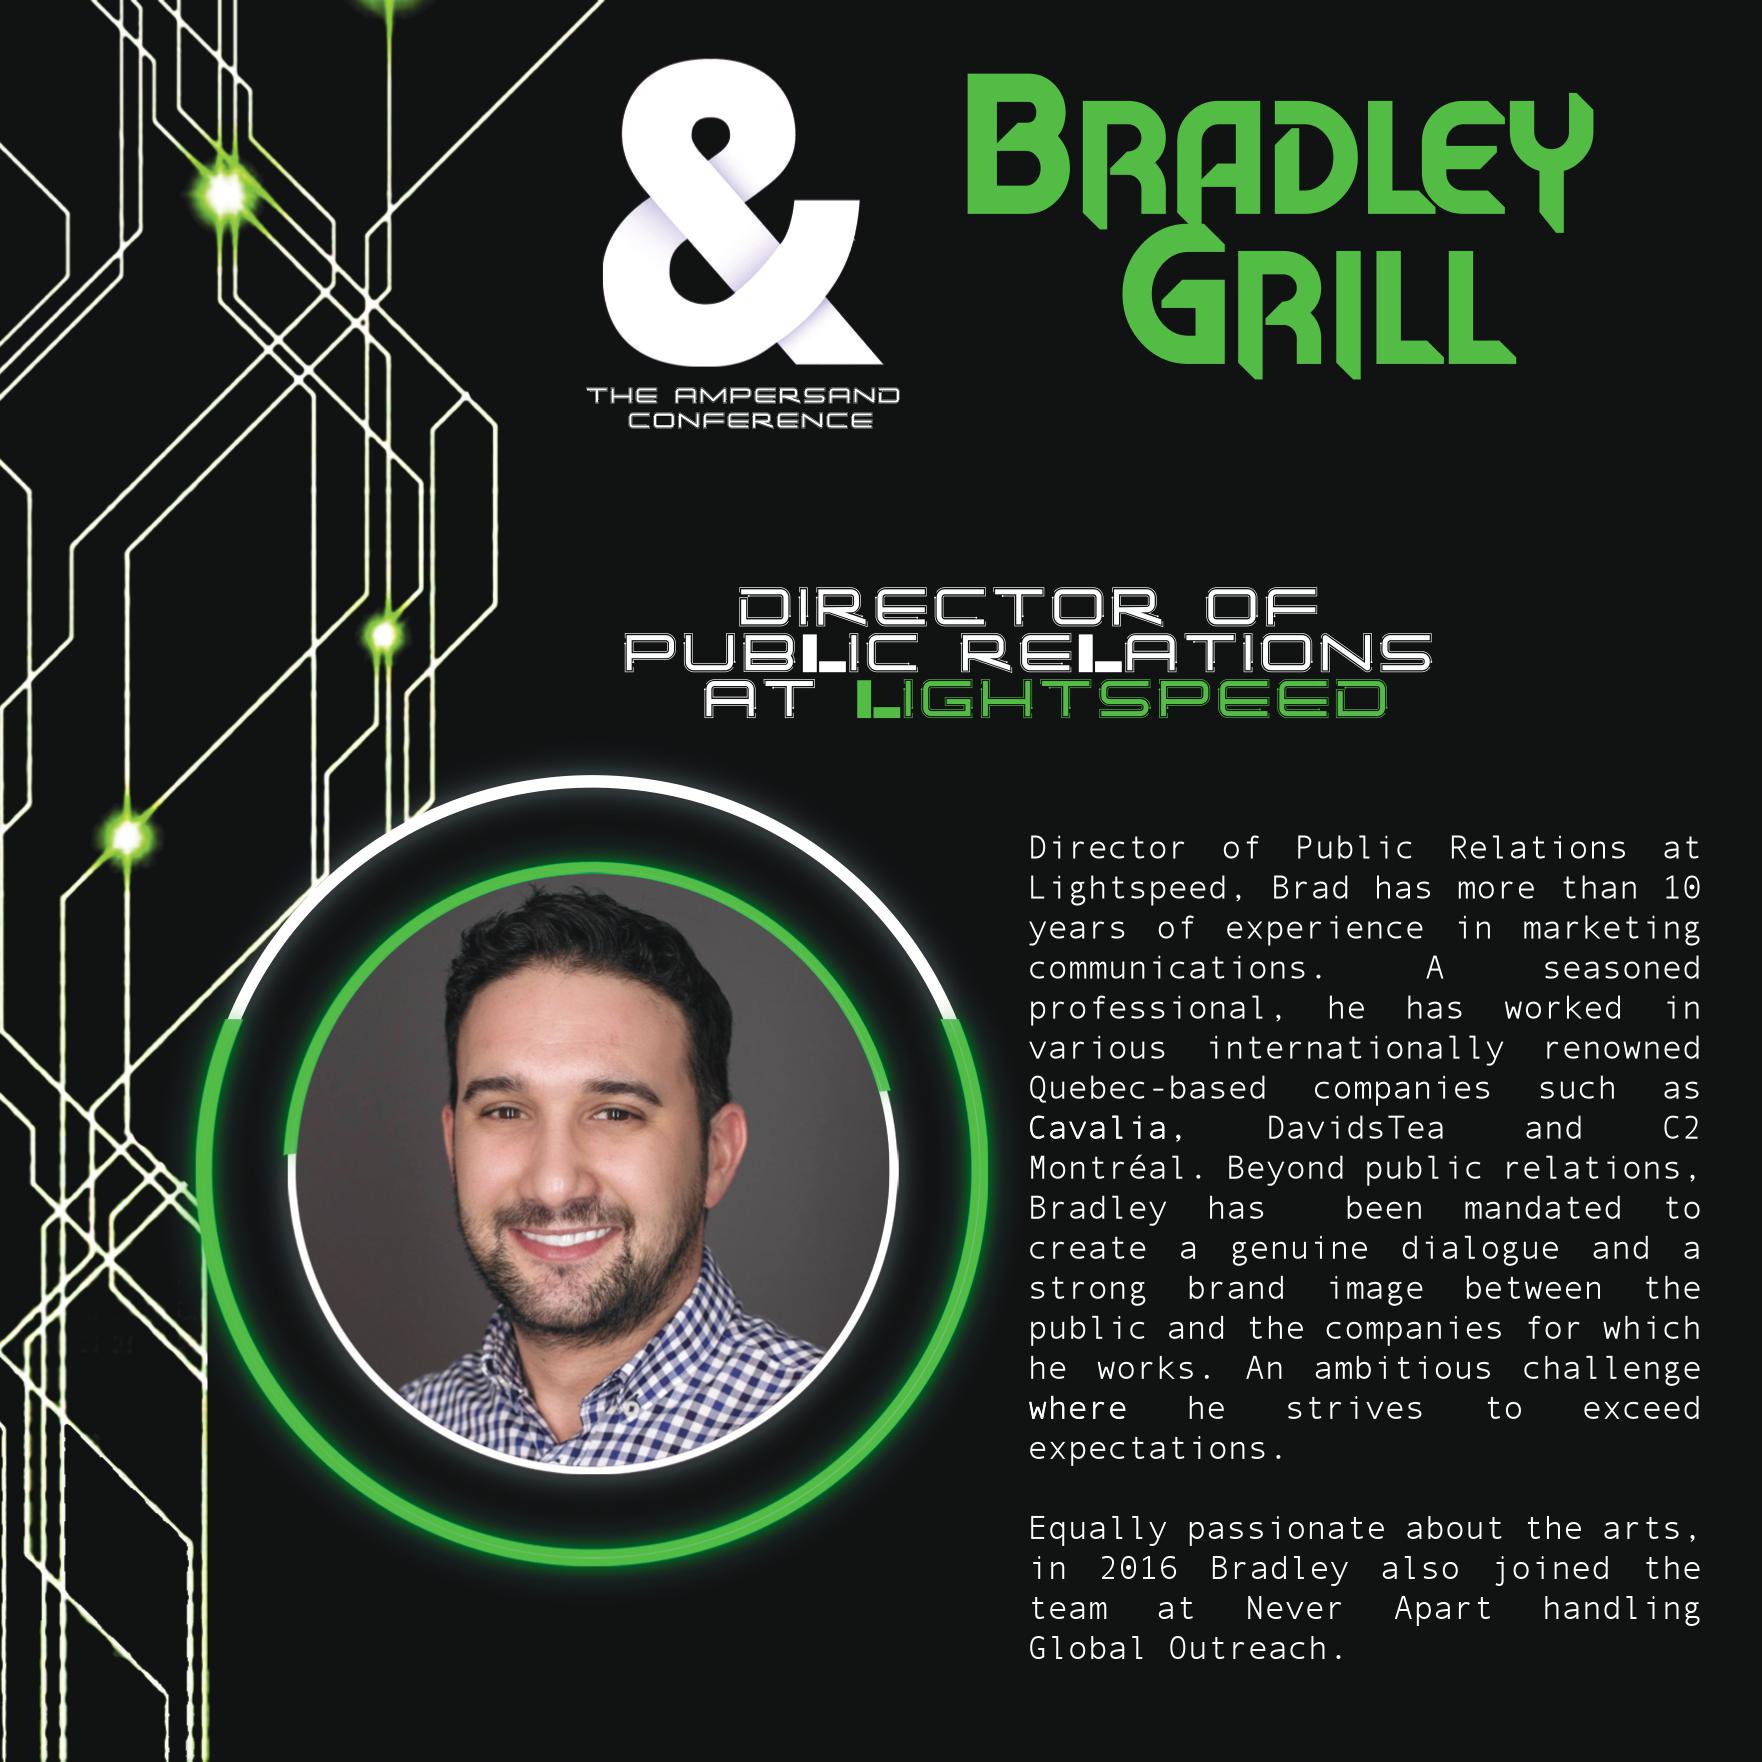 &
BRADLEY
GRILL
THE AMPERSAND
CONFERENCE
DIRECTOR OF
PUBLIC RELATIONS
AT LIGHTSPEED
Director of Public Relations at
Lightspeed, Brad has more than 10
years of experience in marketing
communications. A seasoned
professional, he has worked in
various internationally renowned
Quebec-based companies such as
Cavalia, DavidsTea and C2
Montréal. Beyond public relations,
Bradley has been mandated to
create a genuine dialogue and a
strong brand image between the
public and the companies for which
he works. An ambitious challenge
where he strives to exceed
expectations.
Equally passionate about the arts,
in 2016 Bradley also joined the
team at Never Apart handling
Global Outreach.